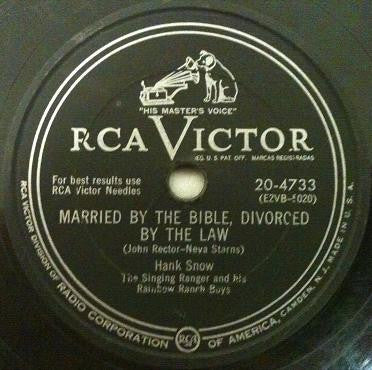 "HIS MASTER'S VOICE"
RCA VICTOR
REG. U. S. PAT. OFF. MARCAS REGISTRADAS
For best results use
RCA Victor Needles
20-4733
(E2VB-5020)
MARRIED BY THE BIBLE, DIVORCED
BY THE LAW
(John Rector-Neva Starns)
Hank Snow
The Singing Ranger and his
Rainbow Ranch Boys
RCA VICTOR DIVISION OF RADIO CORPORATION RCA OF AMERICA, CAMDEN, N. J. MADE IN U. S. A.